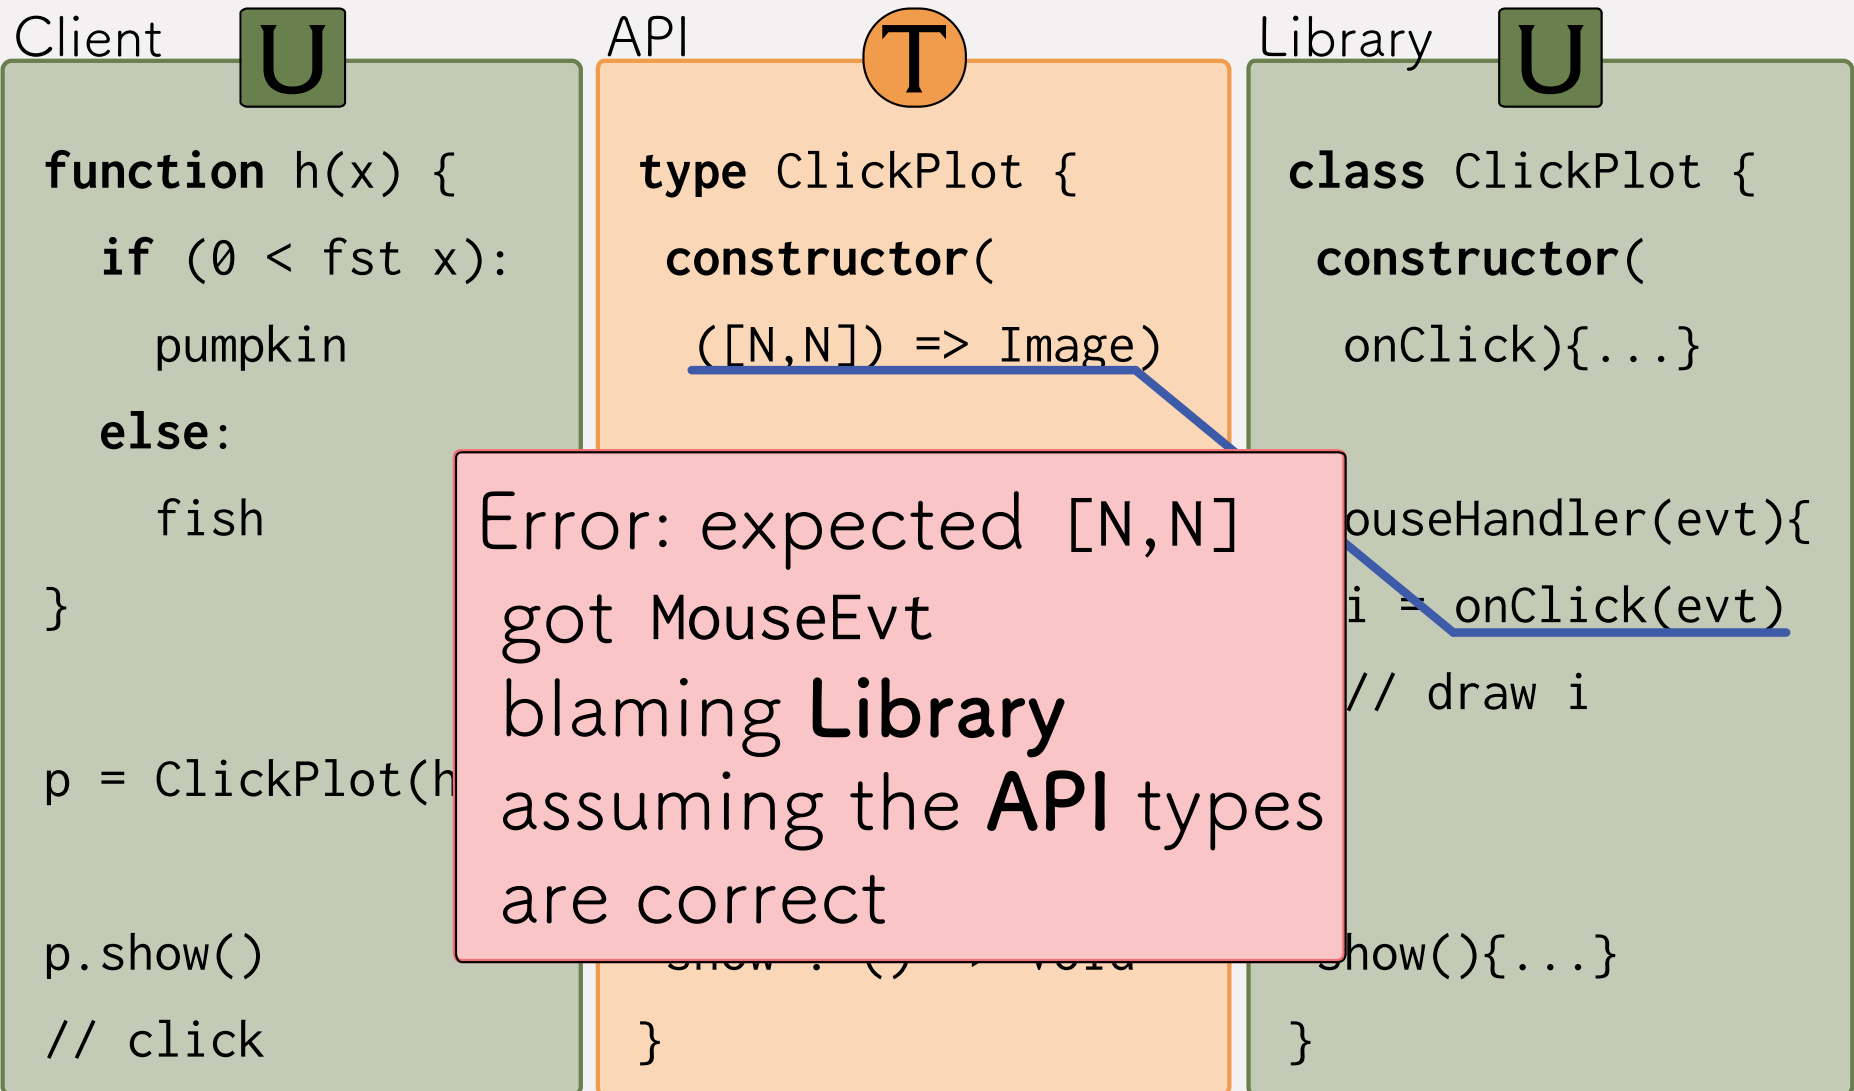 Client U
function h(x) {
if (0 < fst x):
pumpkin
else:
fish
}
p = ClickPlot(h
p.show()
// click
API T
type ClickPlot {
constructor(
([N,N]) => Image)
}
Error: expected [N,N]
got MouseEvt
blaming Library
assuming the API types
are correct
Library U
class ClickPlot {
constructor(
onClick){...}
ouseHandler(evt){
i = onClick(evt)
// draw i
show(){...}
}